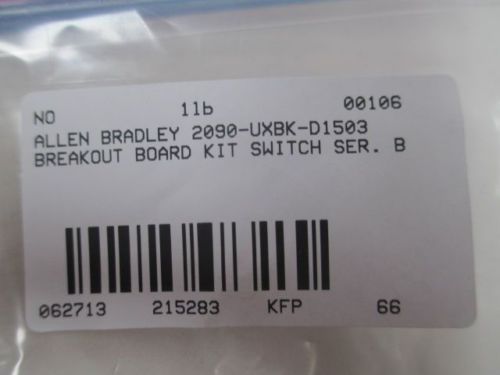 NO 1lb 00106
ALLEN BRADLEY 2090-UXBK-D1503
BREAKOUT BOARD KIT SWITCH SER. B
062713 215283 KFP 66